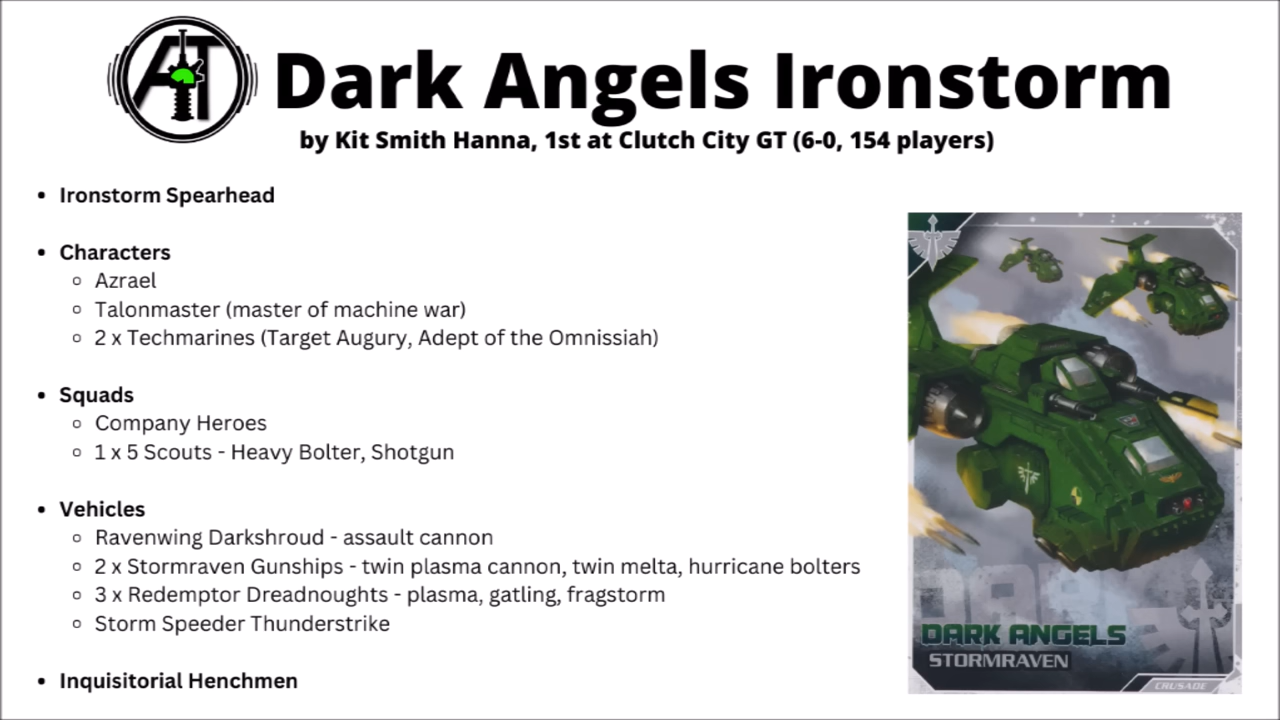 AT
Dark Angels Ironstorm
by Kit Smith Hanna, 1st at Clutch City GT (6-0, 154 players)
• Ironstorm Spearhead
• Characters
◦ Azrael
◦ Talonmaster (master of machine war)
◦ 2 x Techmarines (Target Augury, Adept of the Omnissiah)
• Squads
◦ Company Heroes
◦ 1 x 5 Scouts - Heavy Bolter, Shotgun
• Vehicles
◦ Ravenwing Darkshroud - assault cannon
◦ 2 x Stormraven Gunships - twin plasma cannon, twin melta, hurricane bolters
◦ 3 x Redemptor Dreadnoughts - plasma, gatling, fragstorm
◦ Storm Speeder Thunderstrike
• Inquisitorial Henchmen
DARK
DARK ANGELS
STORMRAVEN
CRUSADE